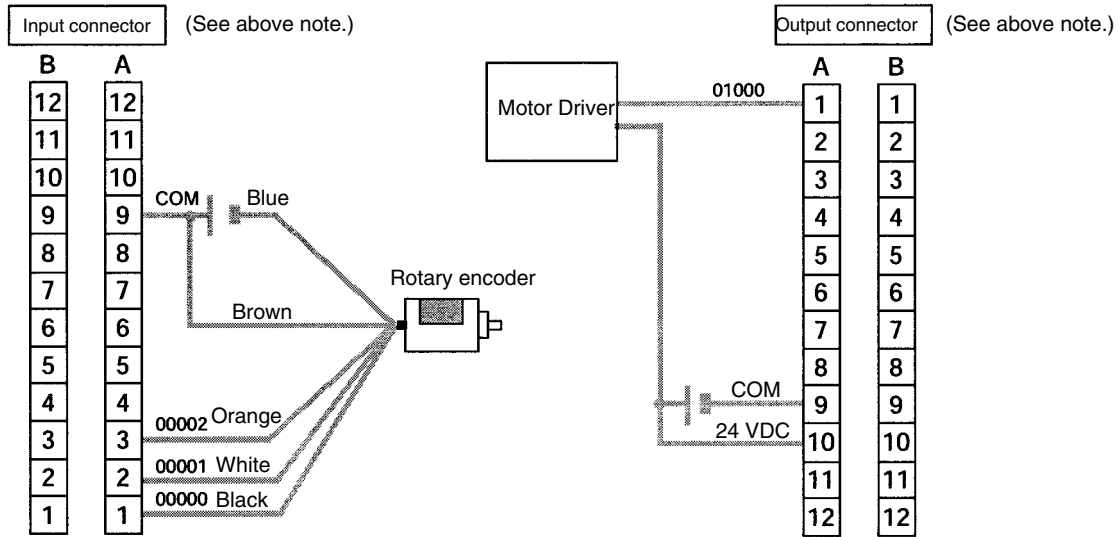 Input connector (See above note.)
B A
12 12
11 11
10 10
9 9
8 8
7 7
6 6
5 5
4 4
3 3
2 2
1 1
COM Blue
Brown
Rotary encoder
00002 Orange
00001 White
00000 Black
Output connector (See above note.)
A B
Motor Driver
01000
1 1
2 2
3 3
4 4
5 5
6 6
7 7
8 8
9 9
10 10
11 11
12 12
COM
24 VDC